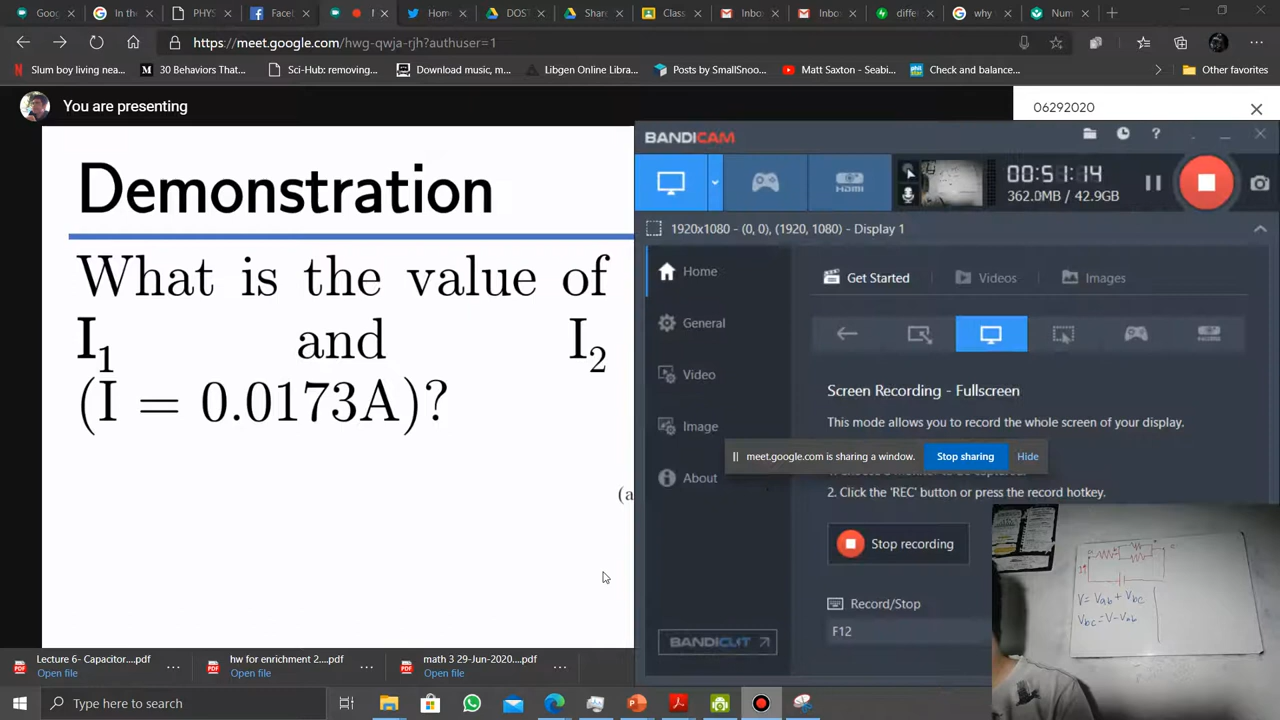 Goog
In the
PHYS
Facel
Home
DOST
Share
Class
Inbo
Inbo
differ
why
Num
https://meet.google.com/hwg-qwja-rjh?authuser=1
Slum boy living nea...
30 Behaviors That...
Sci-Hub: removing...
Download music, m...
Libgen Online Libra...
Posts by SmallSnoo...
Matt Saxton - Seabi...
Check and balance...
Other favorites
You are presenting
06292020
Demonstration
What is the value of
I₁ and I₂
(I = 0.0173A)?
(a
BANDICAM
00:51:14
362.0MB / 42.9GB
HDMI
1920x1080 - (0, 0), (1920, 1080) - Display 1
Home
General
Video
Image
About
Get Started
Videos
Images
Screen Recording - Fullscreen
This mode allows you to record the whole screen of your display.
meet.google.com is sharing a window.
Stop sharing
Hide
2. Click the 'REC' button or press the record hotkey.
Stop recording
Record/Stop
F12
BANDICUT
V = Vab + Vbc
Vbc = V - Vab
Lecture 6- Capacitor....pdf
Open file
hw for enrichment 2....pdf
Open file
math 3 29-Jun-2020....pdf
Open file
Type here to search